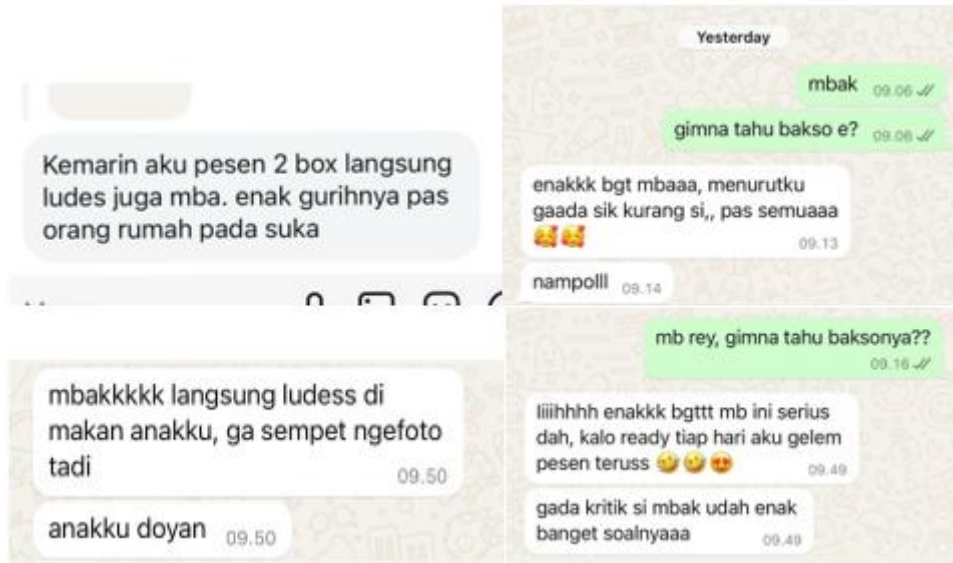 Kemarin aku pesen 2 box langsung
ludes juga mba. enak gurihnya pas
orang rumah pada suka
Yesterday
mbak 09.06
gimna tahu bakso e? 09.06
enakkk bgt mbaaa, menurutku
gaada sik kurang si,, pas semuaaa
🥰🥰 09.13
nampolll 09.14
mbakkkkk langsung ludess di
makan anakku, ga sempet ngefoto
tadi 09.50
anakku doyan 09.50
mb rey, gimna tahu baksonya??
09.16
liiihhhh enakkk bgttt mb ini serius
dah, kalo ready tiap hari aku gelem
pesen teruss 🤣🤣😍 09.49
gada kritik si mbak udah enak
banget soalnyaaa 09.49